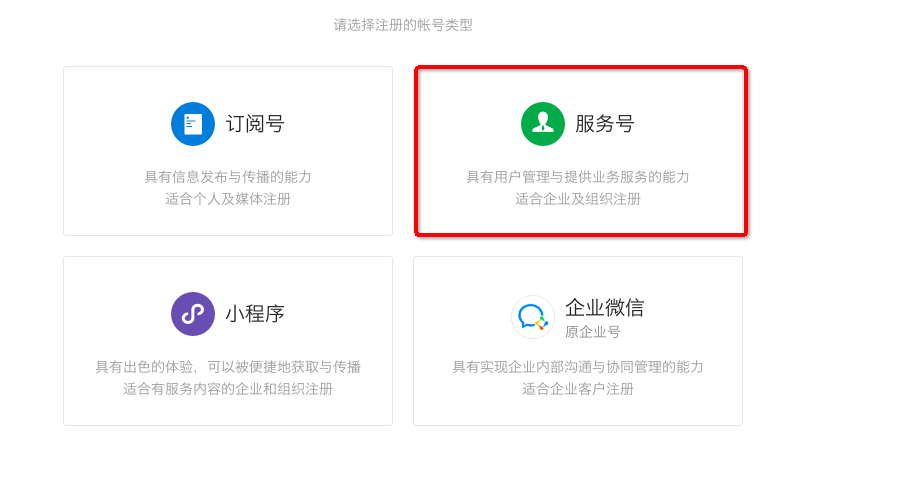 请选择注册的帐号类型
订阅号
具有信息发布与传播的能力
适合个人及媒体注册
服务号
具有用户管理与提供业务服务的能力
适合企业及组织注册
小程序
具有出色的体验，可以被便捷地获取与传播
适合有服务内容的企业和组织注册
企业微信
原企业号
具有实现企业内部沟通与协同管理的能力
适合企业客户注册